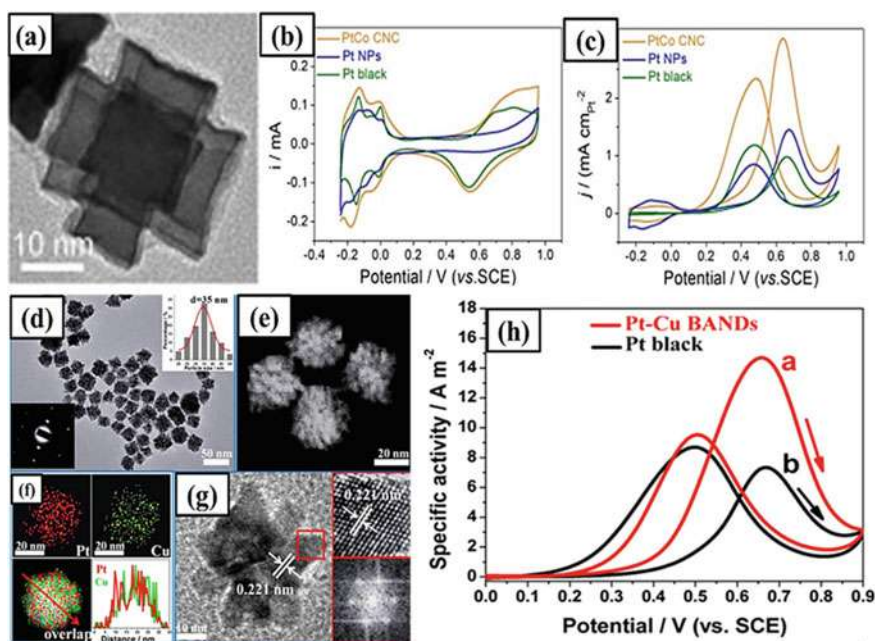 (a)
10 nm
(b)
PtCo CNC
Pt NPs
Pt black
i / mA
0.2
0.1
0.0
-0.1
-0.2
-0.4 -0.2 0.0 0.2 0.4 0.6 0.8 1.0
Potential / V (vs.SCE)
(c)
PtCo CNC
Pt NPs
Pt black
j / (mA cm Pt -2)
2
1
0
-0.2 0.0 0.2 0.4 0.6 0.8 1.0
Potential / V (vs.SCE)
(d)
d=35 nm
50 nm
(e)
20 nm
(f)
20 nm
Pt
20 nm
Cu
overlap
Pt
Cu
Distance / nm
(g)
0.221 nm
10 nm
0.221 nm
(h)
Pt-Cu BANDs
Pt black
a
b
Specific activity / A m-2
18
16
14
12
10
8
6
4
2
0
0.0 0.1 0.2 0.3 0.4 0.5 0.6 0.7 0.8 0.9
Potential / V (vs. SCE)